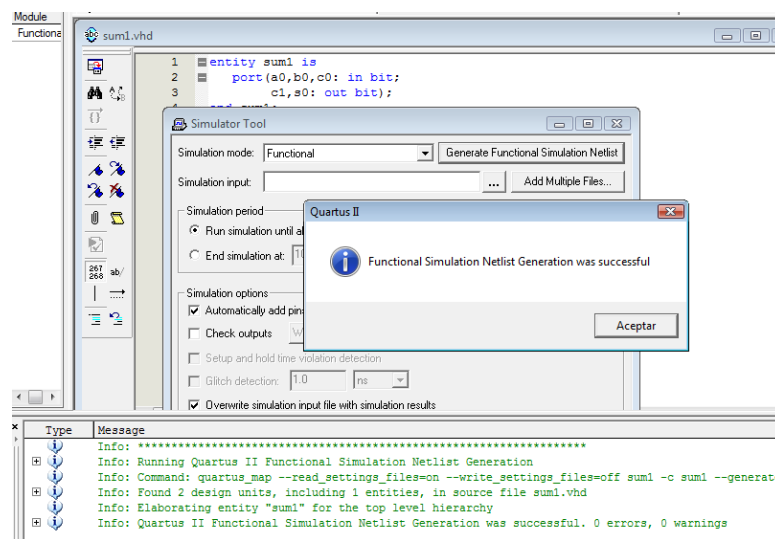 Module
Functiona
sum1.vhd
1 entity sum1 is
2 port(a0,b0,c0: in bit;
3 c1,s0: out bit);
end sum1;
Simulator Tool
Simulation mode: Functional Generate Functional Simulation Netlist
Simulation input: ... Add Multiple Files...
Simulation period
Run simulation until al
End simulation at: 10
Quartus II
Functional Simulation Netlist Generation was successful
Aceptar
267
268 ab/
Simulation options
Automatically add pins
Check outputs W
Setup and hold time violation detection
Glitch detection: 1.0 ns
Overwrite simulation input file with simulation results
Type Message
Info: *******************************************************************
Info: Running Quartus II Functional Simulation Netlist Generation
Info: Command: quartus_map --read_settings_files=on --write_settings_files=off sum1 -c sum1 --generat
Info: Found 2 design units, including 1 entities, in source file sum1.vhd
Info: Elaborating entity "sum1" for the top level hierarchy
Info: Quartus II Functional Simulation Netlist Generation was successful. 0 errors, 0 warnings